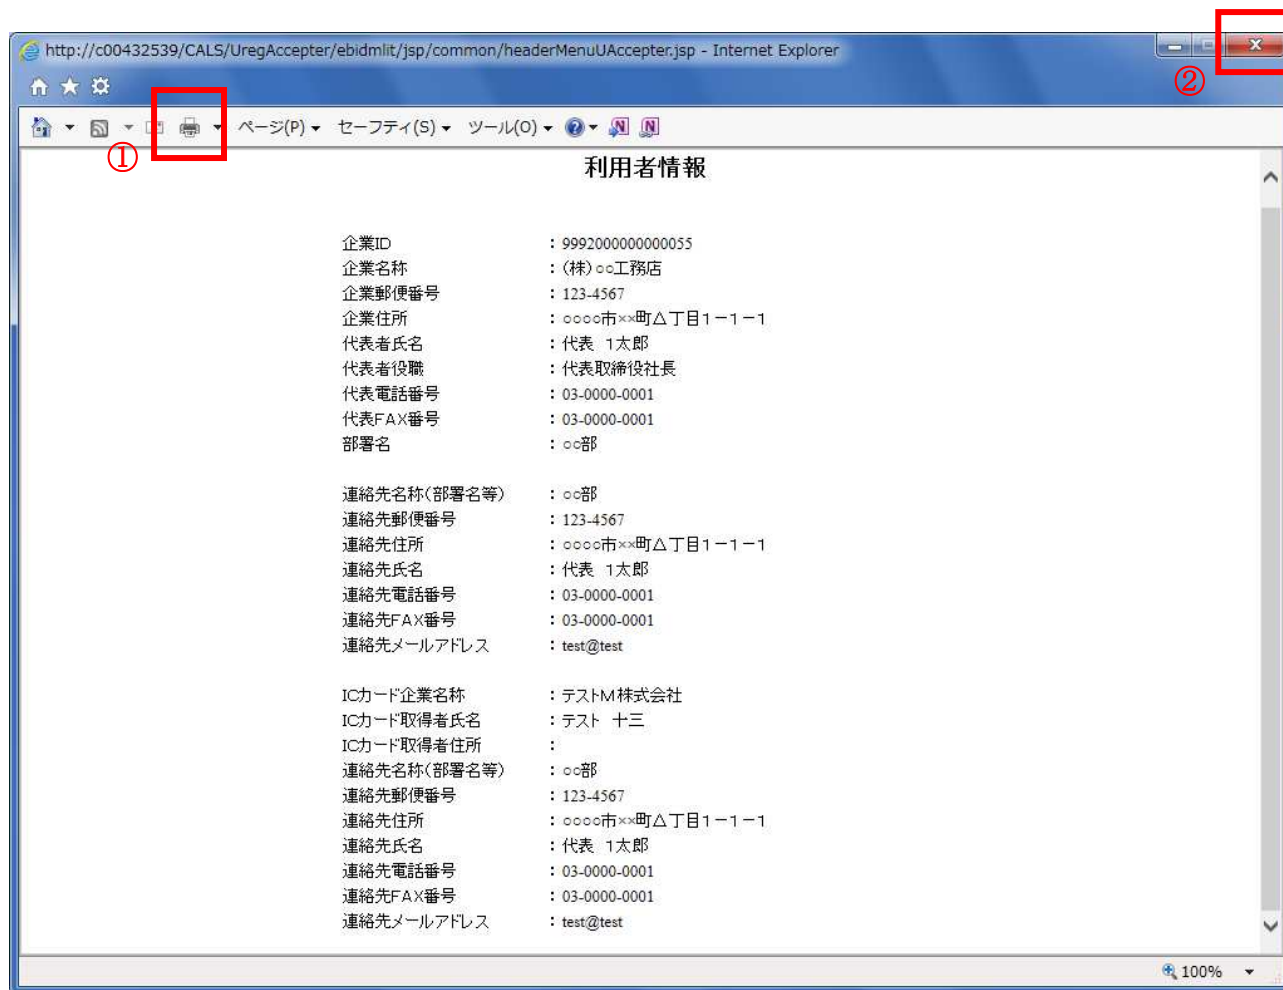 http://c00432539/CALS/UregAccepter/ebidmlit/jsp/common/headerMenuUAccepter.jsp - Internet Explorer
②
ページ(P) セーフティ(S) ツール(O)
①
利用者情報
企業ID : 9992000000000055
企業名称 : (株)○○工務店
企業郵便番号 : 123-4567
企業住所 : ○○○○市××町△丁目1-1-1
代表者氏名 : 代表 1太郎
代表者役職 : 代表取締役社長
代表電話番号 : 03-0000-0001
代表FAX番号 : 03-0000-0001
部署名 : ○○部
連絡先名称(部署名等) : ○○部
連絡先郵便番号 : 123-4567
連絡先住所 : ○○○○市××町△丁目1-1-1
連絡先氏名 : 代表 1太郎
連絡先電話番号 : 03-0000-0001
連絡先FAX番号 : 03-0000-0001
連絡先メールアドレス : test@test
ICカード企業名称 : テストM株式会社
ICカード取得者氏名 : テスト 十三
ICカード取得者住所 :
連絡先名称(部署名等) : ○○部
連絡先郵便番号 : 123-4567
連絡先住所 : ○○○○市××町△丁目1-1-1
連絡先氏名 : 代表 1太郎
連絡先電話番号 : 03-0000-0001
連絡先FAX番号 : 03-0000-0001
連絡先メールアドレス : test@test
100%